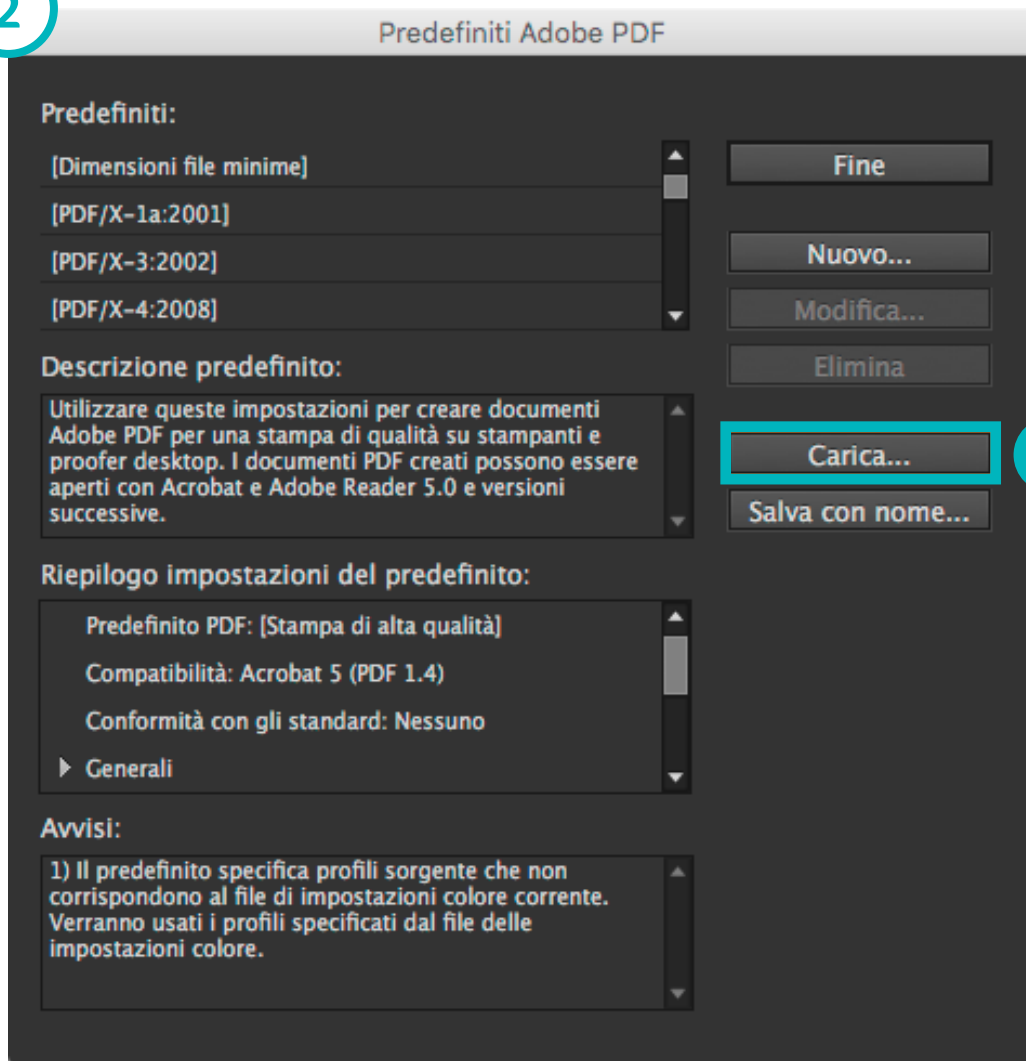 2
Predefiniti Adobe PDF
Predefiniti:
[Dimensioni file minime]
[PDF/X-1a:2001]
[PDF/X-3:2002]
[PDF/X-4:2008]
Fine
Nuovo...
Modifica...
Elimina
Carica...
Salva con nome...
Descrizione predefinito:
Utilizzare queste impostazioni per creare documenti
Adobe PDF per una stampa di qualità su stampanti e
proofer desktop. I documenti PDF creati possono essere
aperti con Acrobat e Adobe Reader 5.0 e versioni
successive.
Riepilogo impostazioni del predefinito:
Predefinito PDF: [Stampa di alta qualità]
Compatibilità: Acrobat 5 (PDF 1.4)
Conformità con gli standard: Nessuno
Generali
Avvisi:
1) Il predefinito specifica profili sorgente che non
corrispondono al file di impostazioni colore corrente.
Verranno usati i profili specificati dal file delle
impostazioni colore.